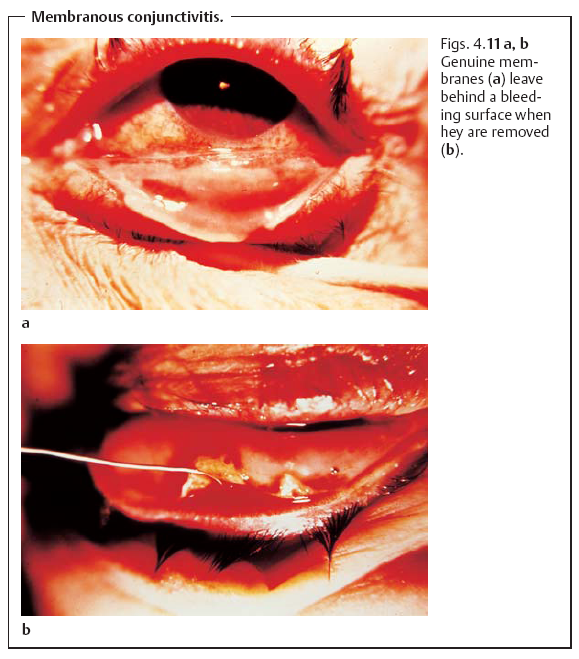 Membranous conjunctivitis.
Figs. 4.11 a, b
Genuine mem-
branes (a) leave
behind a bleed-
ing surface when
hey are removed
(b).
a
b